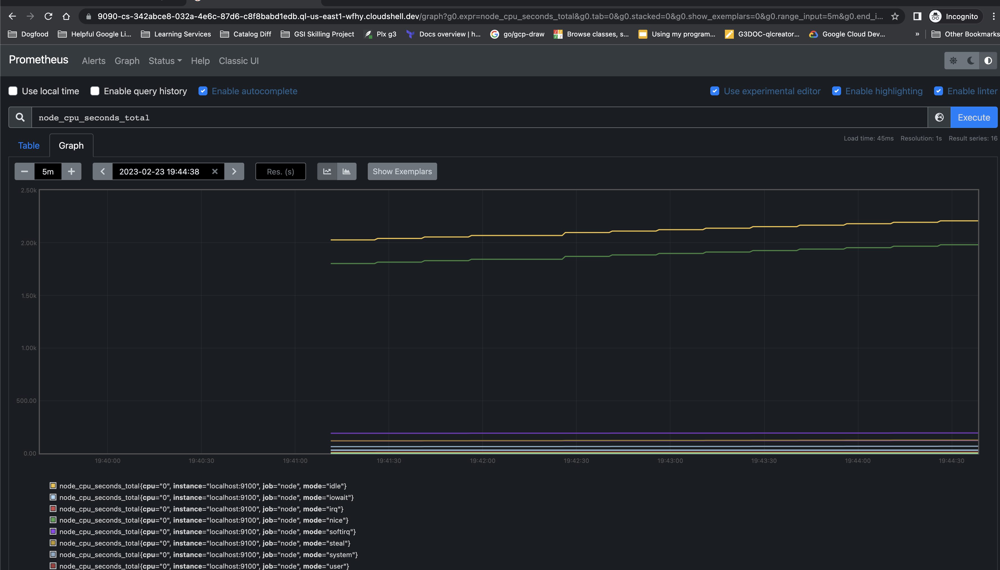 9090-cs-342abce8-032a-4e6c-87d6-c8f8babd1edb.ql-us-east1-wfhy.cloudshell.dev/graph?g0.expr=node_cpu_seconds_total&g0.tab=0&g0.stacked=0&g0.show_exemplars=0&g0.range_input=5m&g0.end_i... Incognito
Dogfood Helpful Google Li... Learning Services Catalog Diff GSI Skilling Project Plx g3 Docs overview | h... go/gcp-draw Browse classes, s... Using my program... G3DOC-qlcreator... Google Cloud Dev... » Other Bookmarks
Prometheus Alerts Graph Status Help Classic UI
Use local time Enable query history Enable autocomplete Use experimental editor Enable highlighting Enable linter
node_cpu_seconds_total Execute
Table Graph Load time: 45ms Resolution: 1s Result series: 16
5m 2023-02-23 19:44:38 Res. (s) Show Exemplars
2.50k
2.00k
1.50k
1.00k
500.00
0.00
19:40:00 19:40:30 19:41:00 19:41:30 19:42:00 19:42:30 19:43:00 19:43:30 19:44:00 19:44:30
node_cpu_seconds_total{cpu="0", instance="localhost:9100", job="node", mode="idle"}
node_cpu_seconds_total{cpu="0", instance="localhost:9100", job="node", mode="iowait"}
node_cpu_seconds_total{cpu="0", instance="localhost:9100", job="node", mode="irq"}
node_cpu_seconds_total{cpu="0", instance="localhost:9100", job="node", mode="nice"}
node_cpu_seconds_total{cpu="0", instance="localhost:9100", job="node", mode="softirq"}
node_cpu_seconds_total{cpu="0", instance="localhost:9100", job="node", mode="steal"}
node_cpu_seconds_total{cpu="0", instance="localhost:9100", job="node", mode="system"}
node_cpu_seconds_total{cpu="0", instance="localhost:9100", job="node", mode="user"}